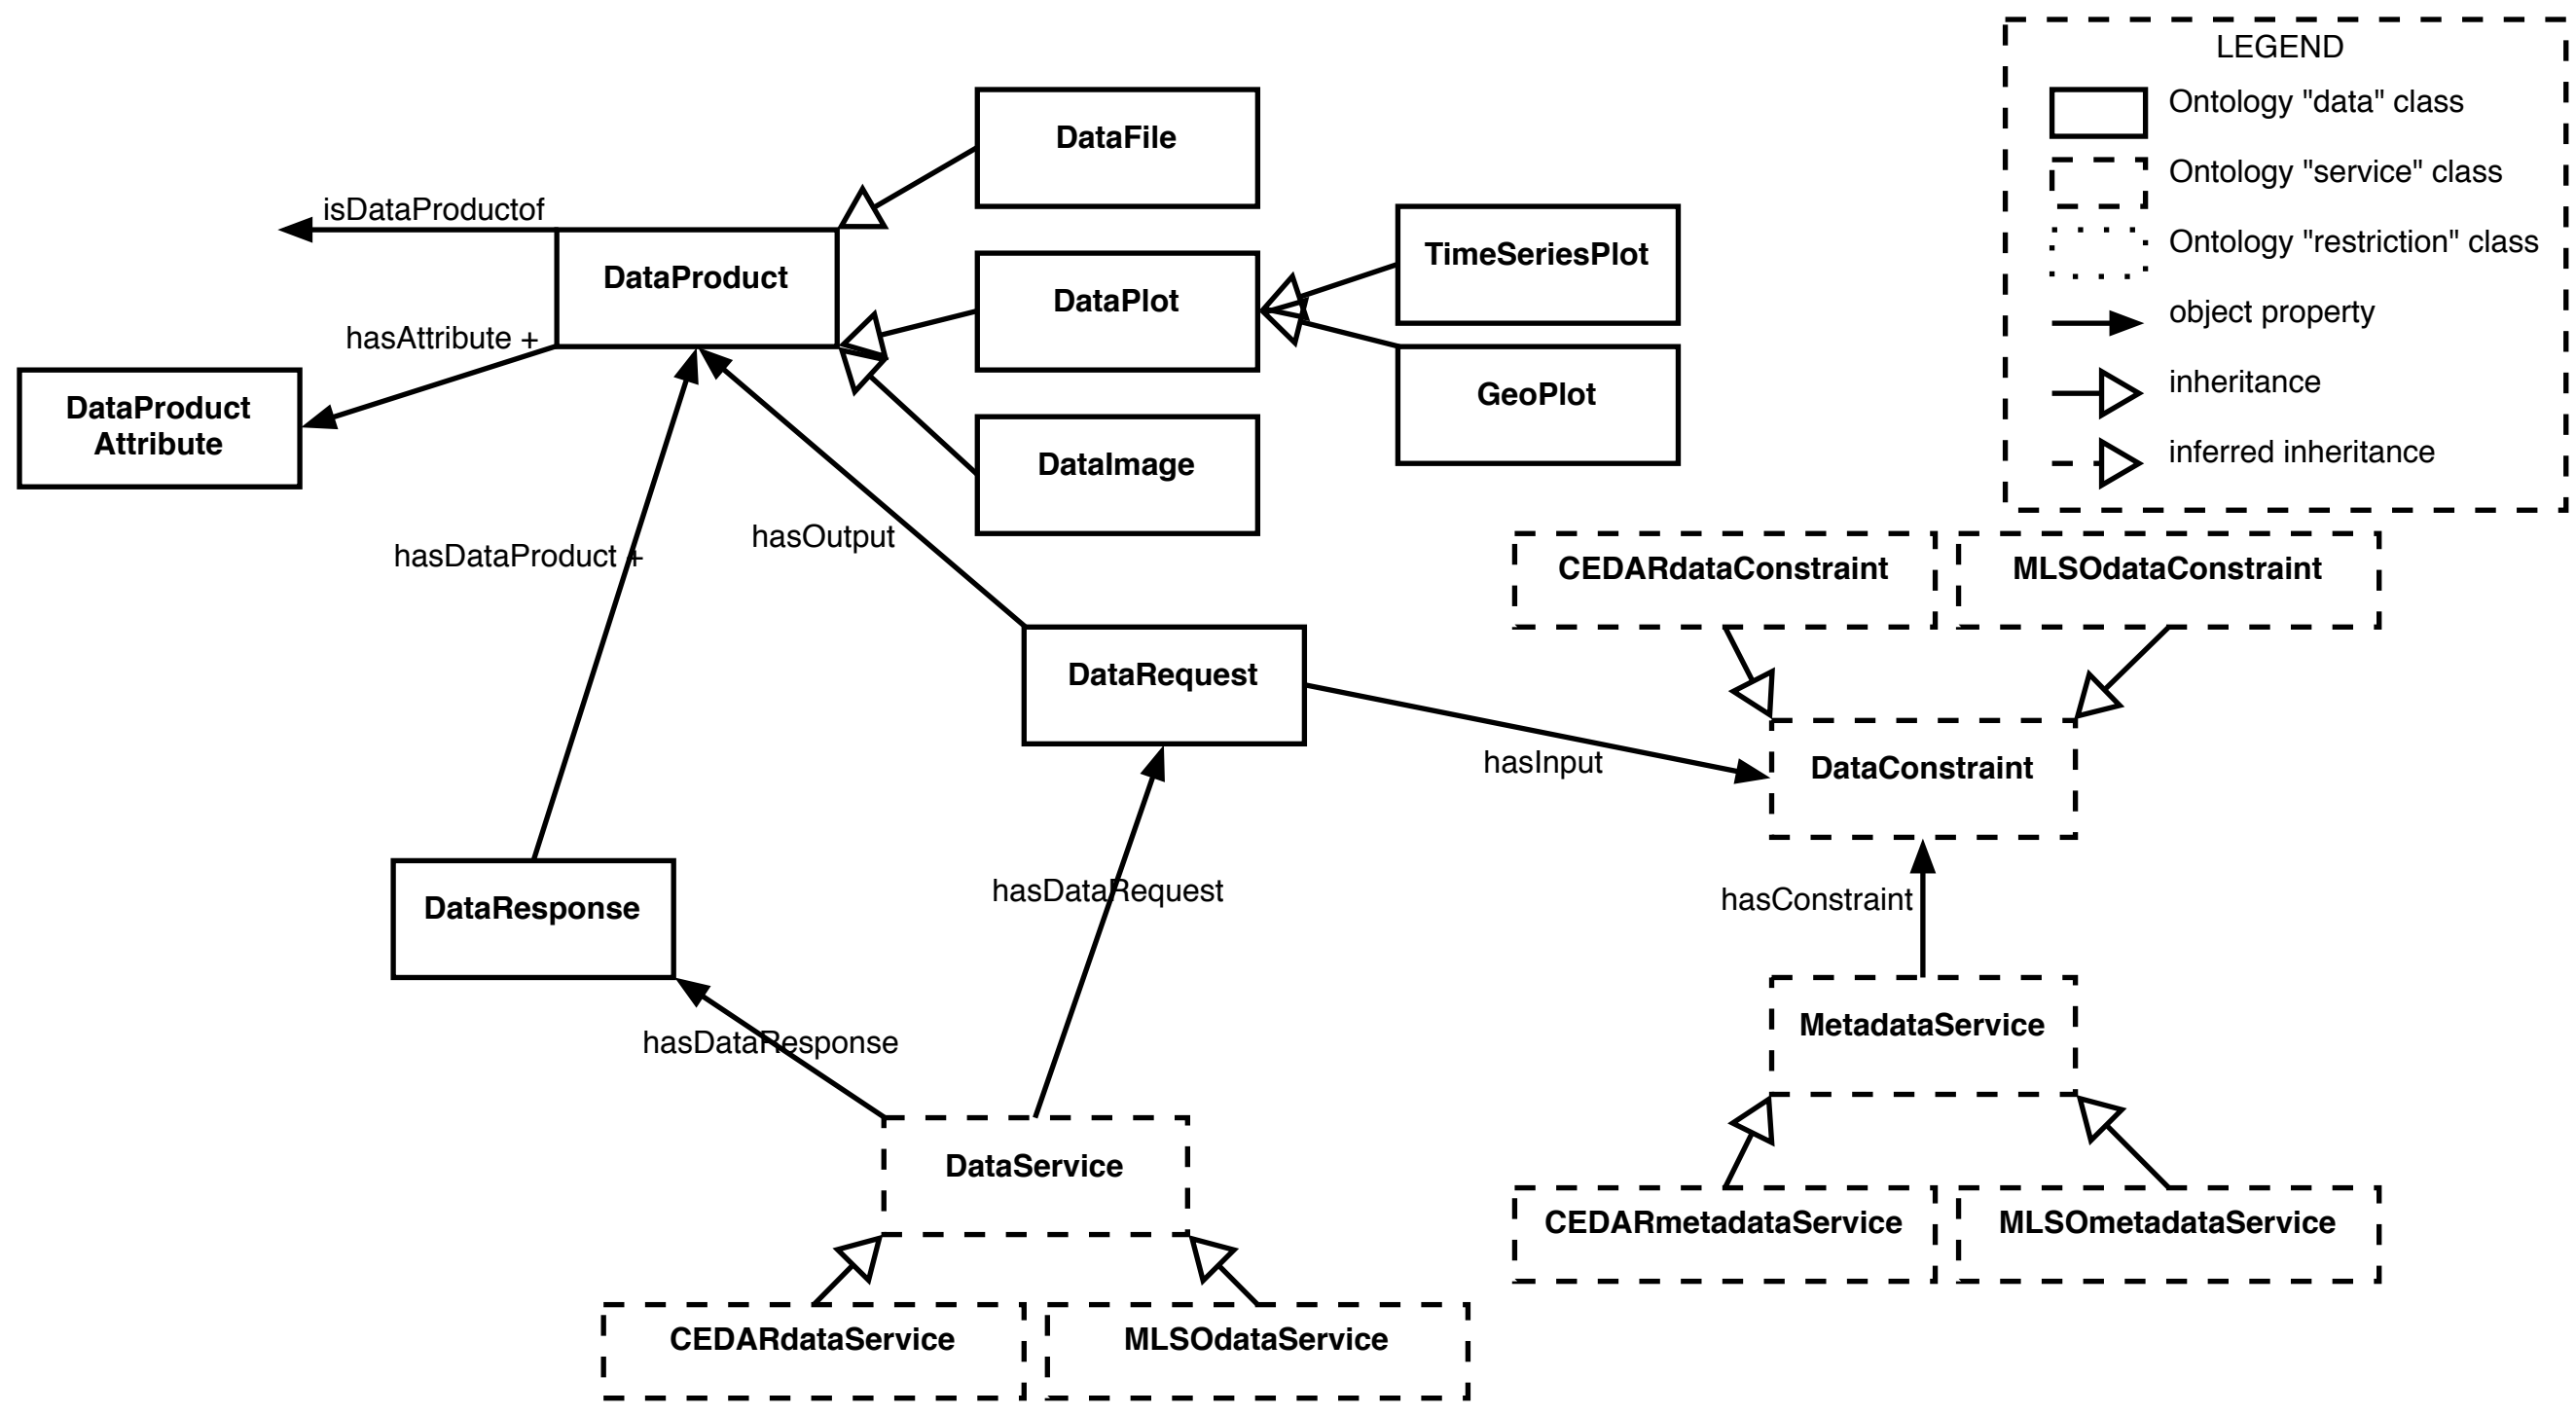 LEGEND
Ontology "data" class
Ontology "service" class
Ontology "restriction" class
object property
inheritance
inferred inheritance
DataFile
isDataProductof
DataProduct
TimeSeriesPlot
DataPlot
hasAttribute +
GeoPlot
DataProduct
Attribute
DataImage
hasOutput
hasDataProduct +
CEDARdataConstraint
MLSOdataConstraint
DataRequest
hasInput
DataConstraint
hasDataRequest
hasConstraint
DataResponse
MetadataService
hasDataResponse
DataService
CEDARmetadataService
MLSOmetadataService
CEDARdataService
MLSOdataService